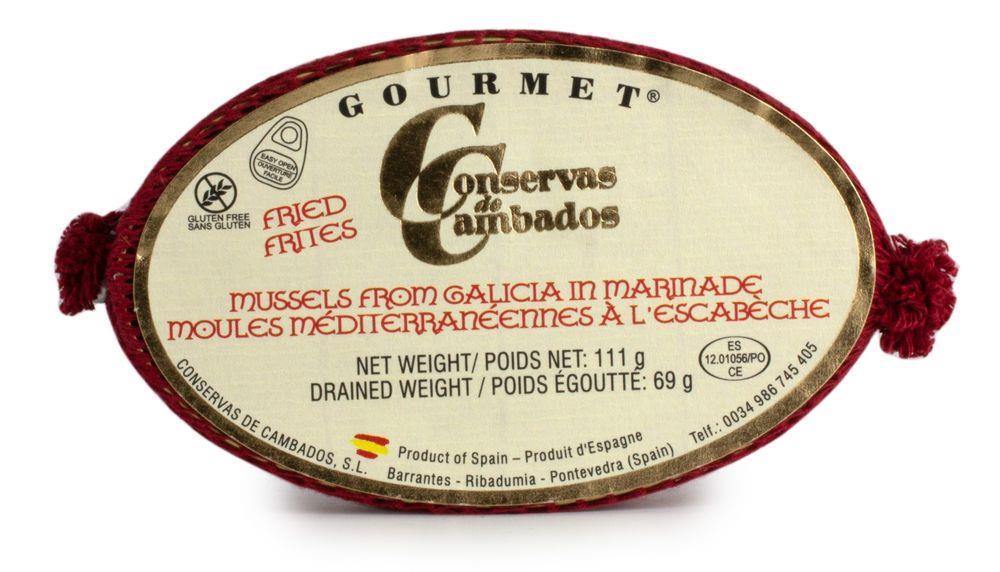 GOURMET®
Conservas
de
Cambados
EASY OPEN
OUVERTURE
FACILE
GLUTEN FREE
SANS GLUTEN
FRIED
FRITES
MUSSELS FROM GALICIA IN MARINADE
MOULES MÉDITERRANÉENNES À L'ESCABÈCHE
NET WEIGHT/ POIDS NET: 111 g
DRAINED WEIGHT / POIDS ÉGOUTTÉ: 69 g
ES
12.01056/PO
CE
CONSERVAS DE CAMBADOS, S.L.
Product of Spain – Produit d'Espagne
Barrantes - Ribadumia - Pontevedra (Spain)
Telf.: 0034 986 745 405